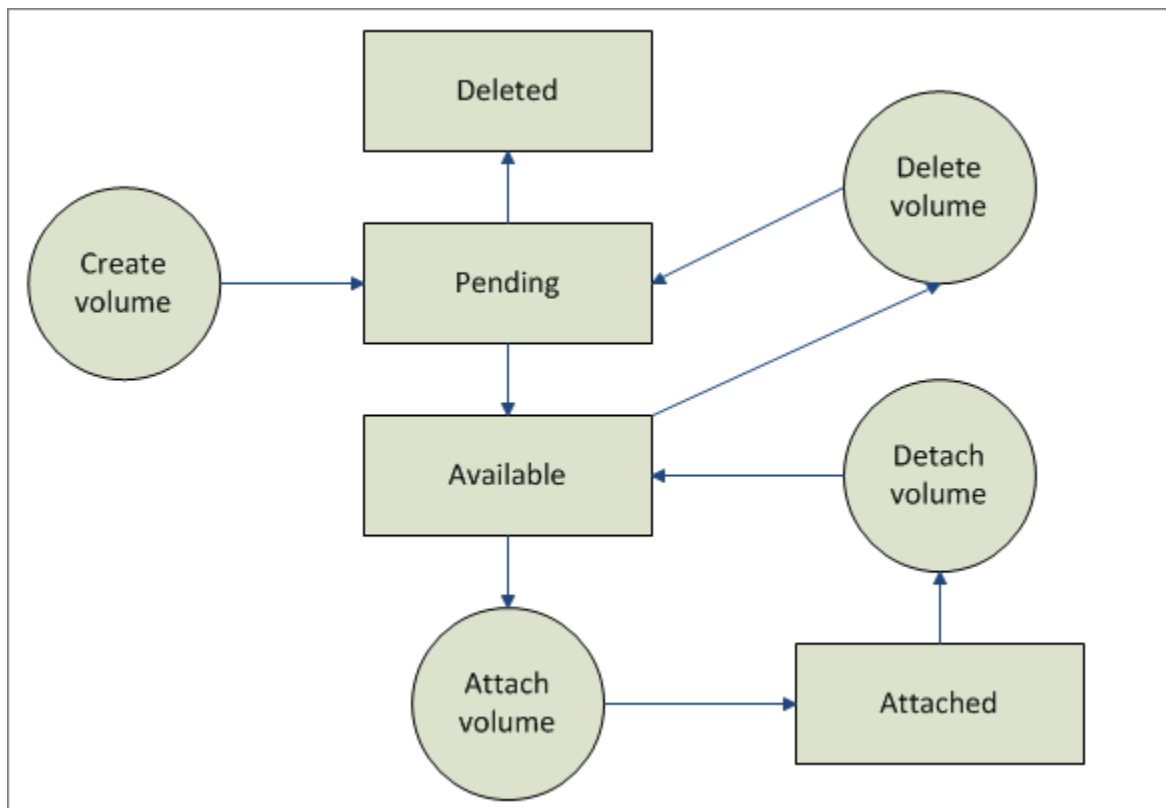 Deleted
Delete
volume
Create
volume
Pending
Available
Detach
volume
Attach
volume
Attached